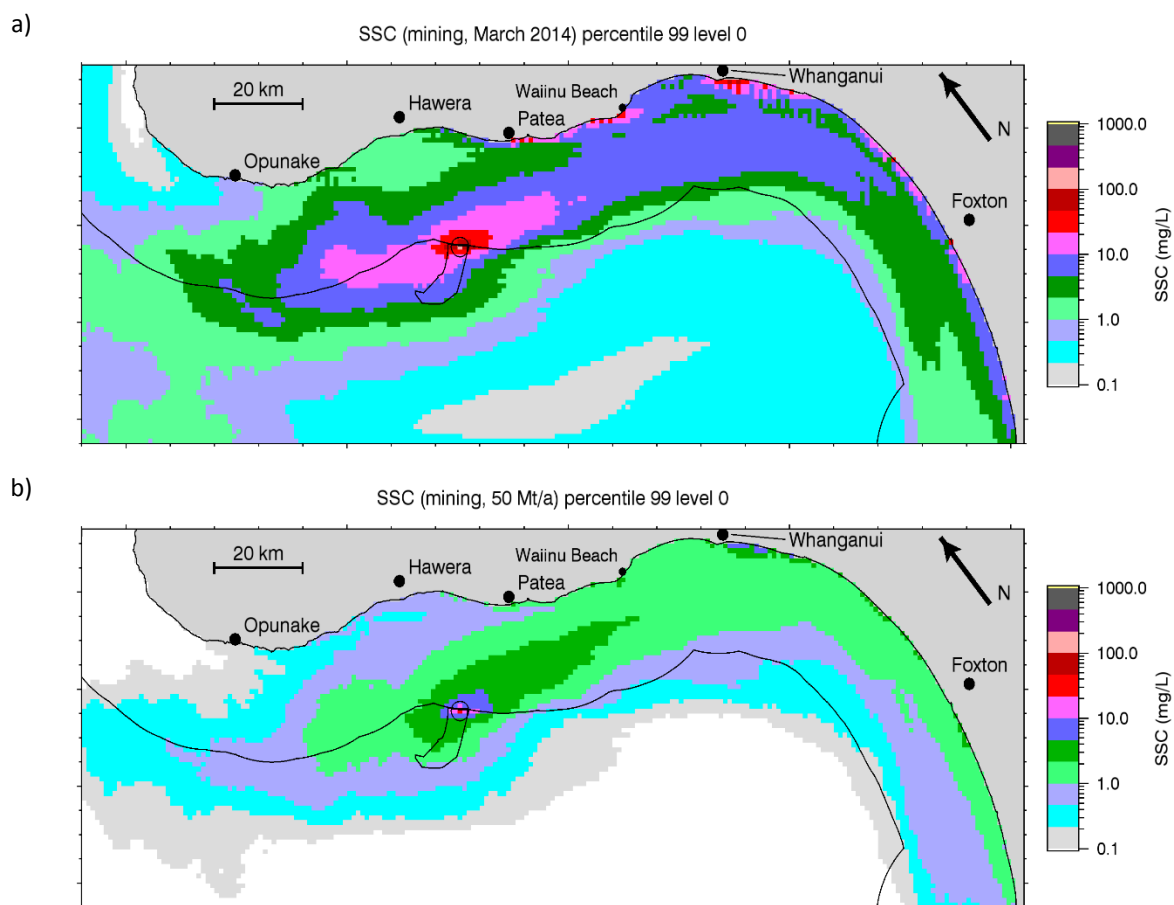 a)
SSC (mining, March 2014) percentile 99 level 0
Whanganui
20 km
Waiinu Beach
Hawera
Patea
N
1000.0
Opunake
100.0
Foxton
10.0
SSC (mg/L)
1.0
0.1
b)
SSC (mining, 50 Mt/a) percentile 99 level 0
Whanganui
20 km
Waiinu Beach
Hawera
Patea
N
1000.0
Opunake
100.0
Foxton
10.0
SSC (mg/L)
1.0
0.1